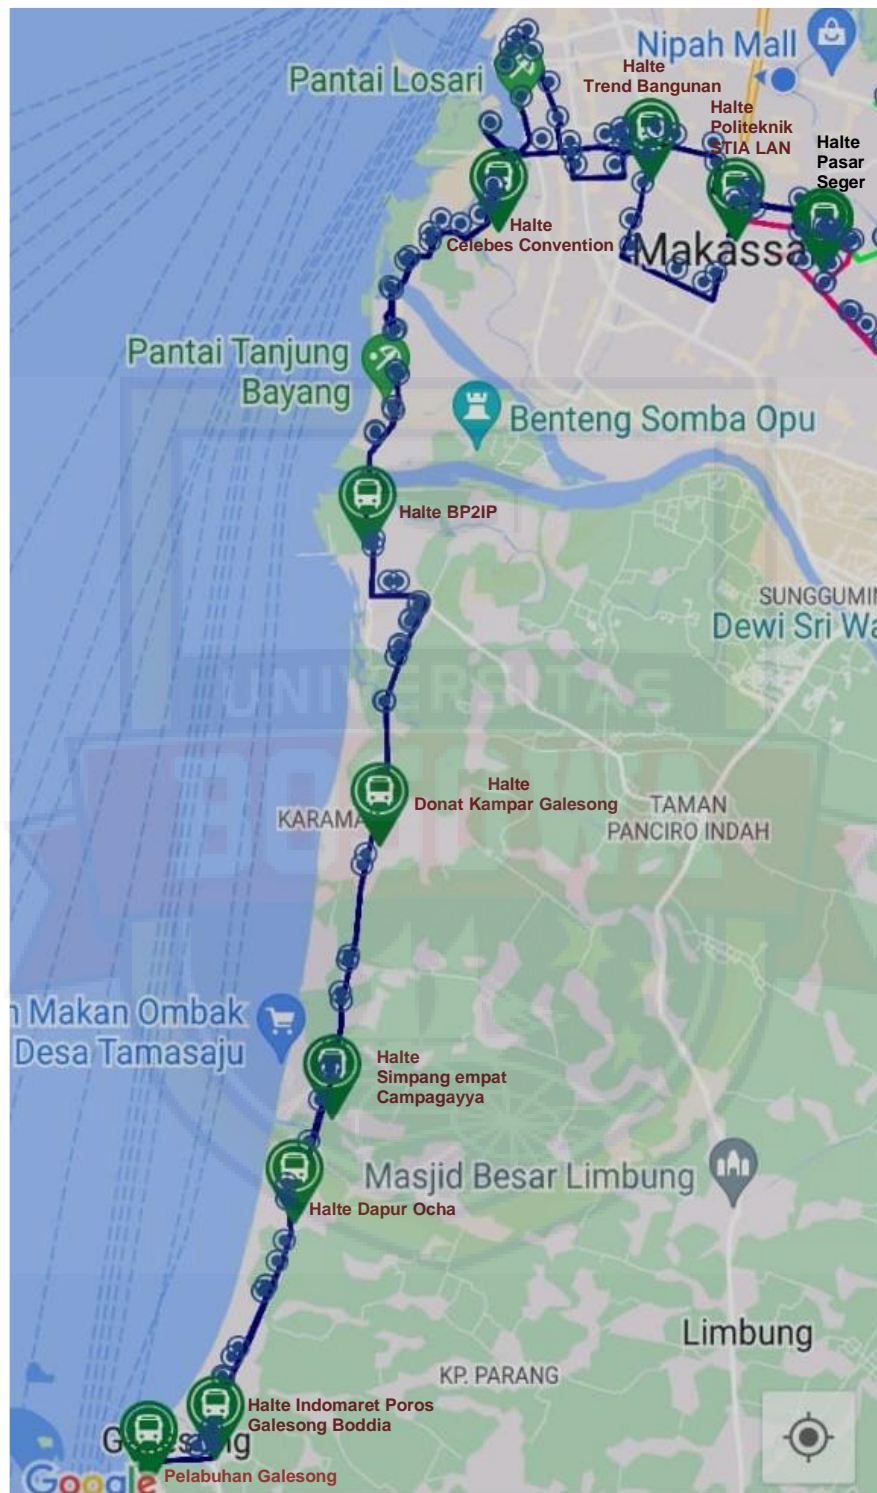 Nipah Mall
Pantai Losari
Halte
Trend Bangunan
Halte
Politeknik
STIA LAN
Halte
Pasar
Seger
Halte
Celebes Convention
Makassa
Pantai Tanjung
Bayang
Benteng Somba Opu
Halte BP2IP
SUNGGUMIN
Dewi Sri Wa
UNIVERSITAS
BOSOWA
Halte
Donat Kampar Galesong
KARAMA
TAMAN
PANCIRO INDAH
n Makan Ombak
Desa Tamasaju
Halte
Simpang empat
Campagayya
Masjid Besar Limbung
Halte Dapur Ocha
Limbung
KP. PARANG
Halte Indomaret Poros
Galesong Boddia
Galesong
Pelabuhan Galesong
Google